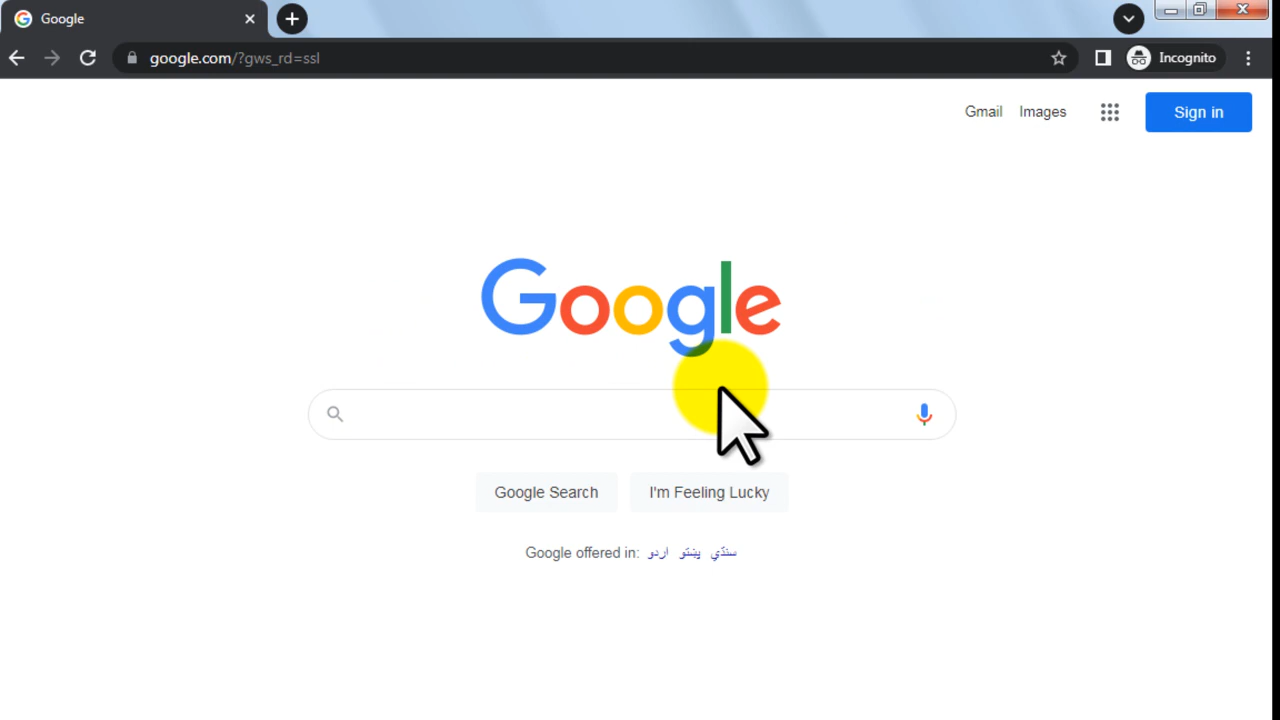 Google
google.com/?gws_rd=ssl
Incognito
Gmail Images
Sign in
Google
Google Search I'm Feeling Lucky
Google offered in: اردو پښتو سنڌي